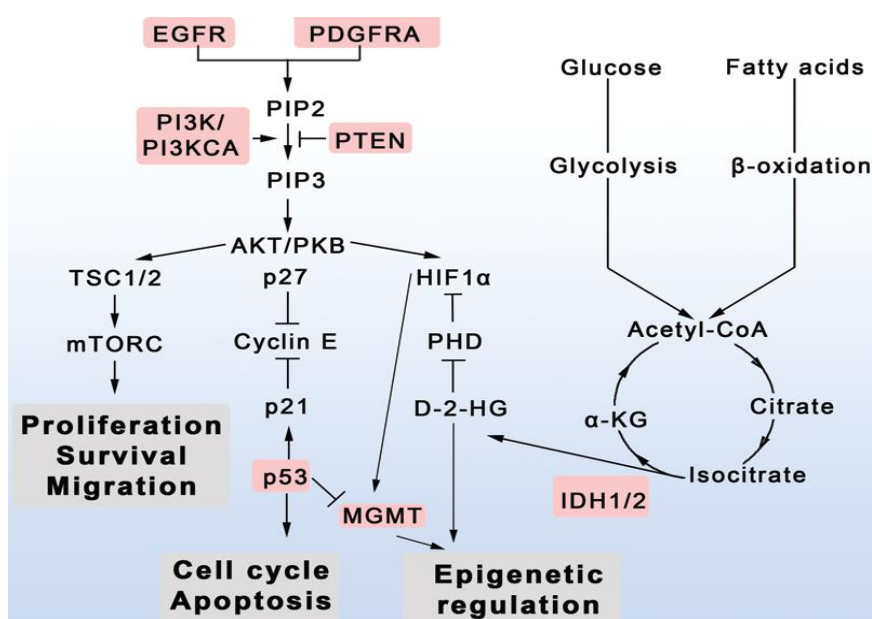 EGFR
PDGFRA
Glucose
Fatty acids
PIP2
PI3K/
PI3KCA
PTEN
Glycolysis
β-oxidation
PIP3
AKT/PKB
TSC1/2
p27
HIF1α
mTORC
Cyclin E
PHD
Acetyl-CoA
p21
D-2-HG
α-KG
Citrate
Proliferation
Survival
Migration
p53
Isocitrate
MGMT
IDH1/2
Cell cycle
Apoptosis
Epigenetic
regulation